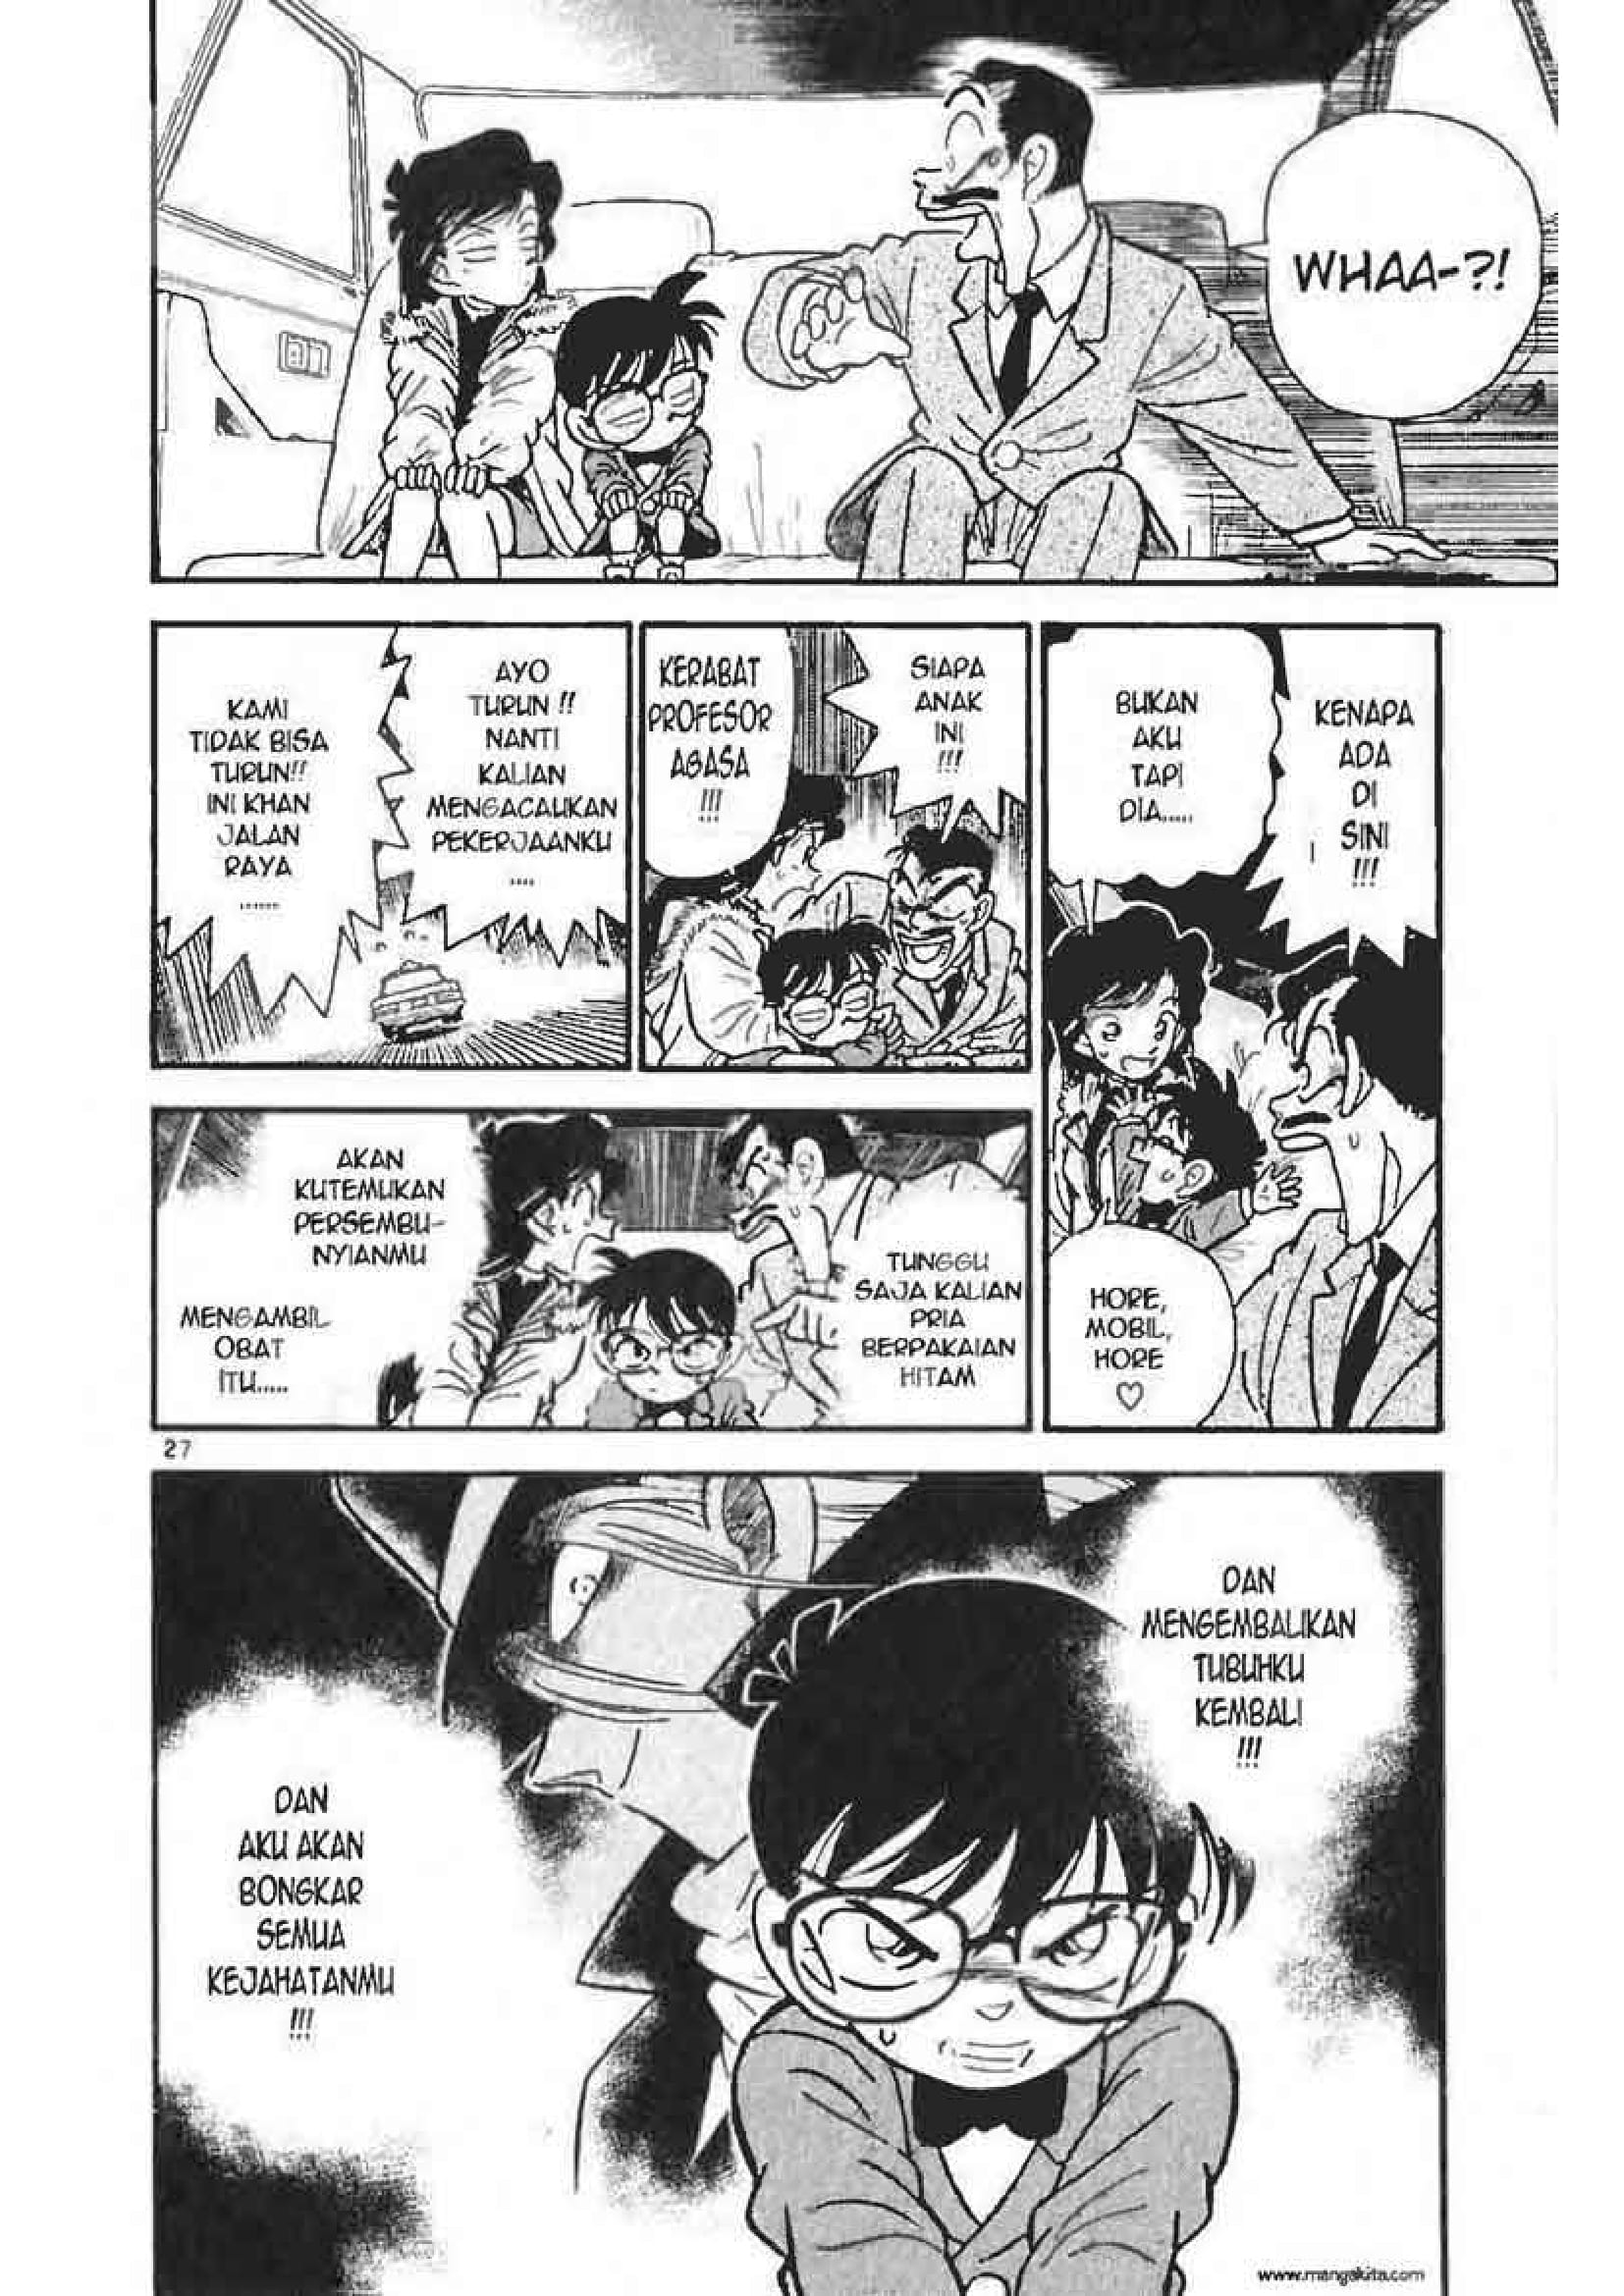 WHAA-?!
KENAPA
ADA
DI
SINI
!!!
BUKAN
AKU
TAPI
DIA.....
HORE,
MOBIL,
HORE
♡
SIAPA
ANAK
INI
!!!
KERABAT
PROFESOR
AGASA
!!!
AYO
TURUN !!
NANTI
KALIAN
MENGACAUKAN
PEKERJAANKU
....
KAMI
TIDAK BISA
TURUN!!
INI KHAN
JALAN
RAYA
......
TUNGGU
SAJA KALIAN
PRIA
BERPAKAIAN
HITAM
AKAN
KUTEMUKAN
PERSEMBU-
NYIANMU
MENGAMBIL
OBAT
ITU.....
27
DAN
MENGEMBALIKAN
TUBUHKU
KEMBALI
!!!
DAN
AKU AKAN
BONGKAR
SEMUA
KEJAHATANMU
!!!
www.mangakita.com